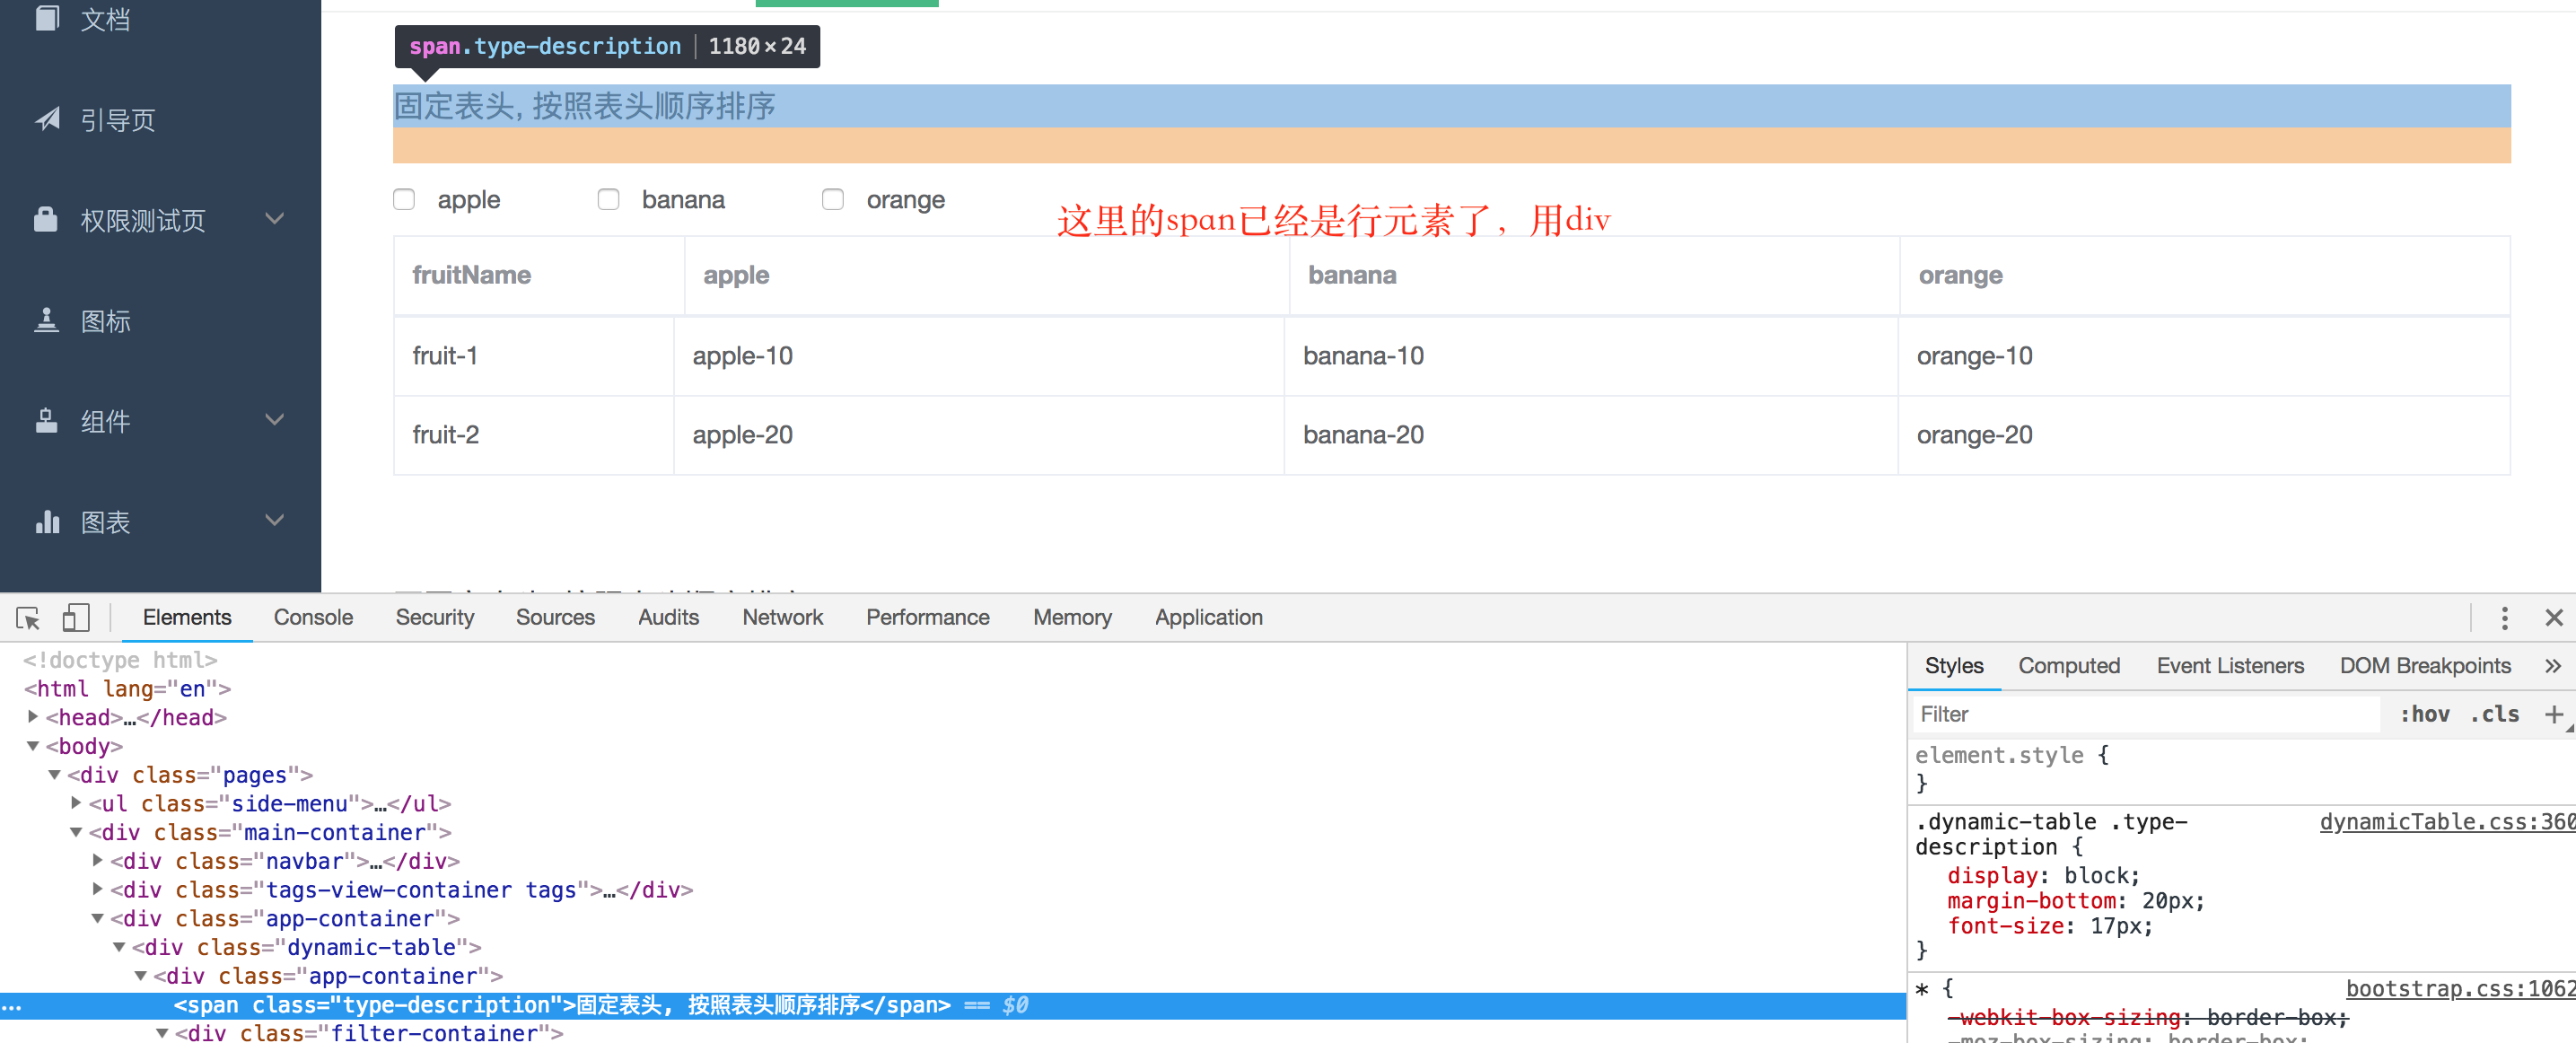 文档
引导页
权限测试页
图标
组件
图表
span.type-description | 1180×24
固定表头, 按照表头顺序排序
apple banana orange
这里的span已经是行元素了，用div
fruitName apple banana orange
fruit-1 apple-10 banana-10 orange-10
fruit-2 apple-20 banana-20 orange-20
Elements Console Security Sources Audits Network Performance Memory Application
<!doctype html>
<html lang="en">
<head>…</head>
<body>
<div class="pages">
<ul class="side-menu">…</ul>
<div class="main-container">
<div class="navbar">…</div>
<div class="tags-view-container tags">…</div>
<div class="app-container">
<div class="dynamic-table">
<div class="app-container">
… <span class="type-description">固定表头, 按照表头顺序排序</span> == $0
<div class="filter-container">
Styles Computed Event Listeners DOM Breakpoints »
Filter :hov .cls +
element.style {
}
.dynamic-table .type- dynamicTable.css:360
description {
display: block;
margin-bottom: 20px;
font-size: 17px;
}
* { bootstrap.css:1062
-webkit-box-sizing: border-box;
-moz-box-sizing: border-box;